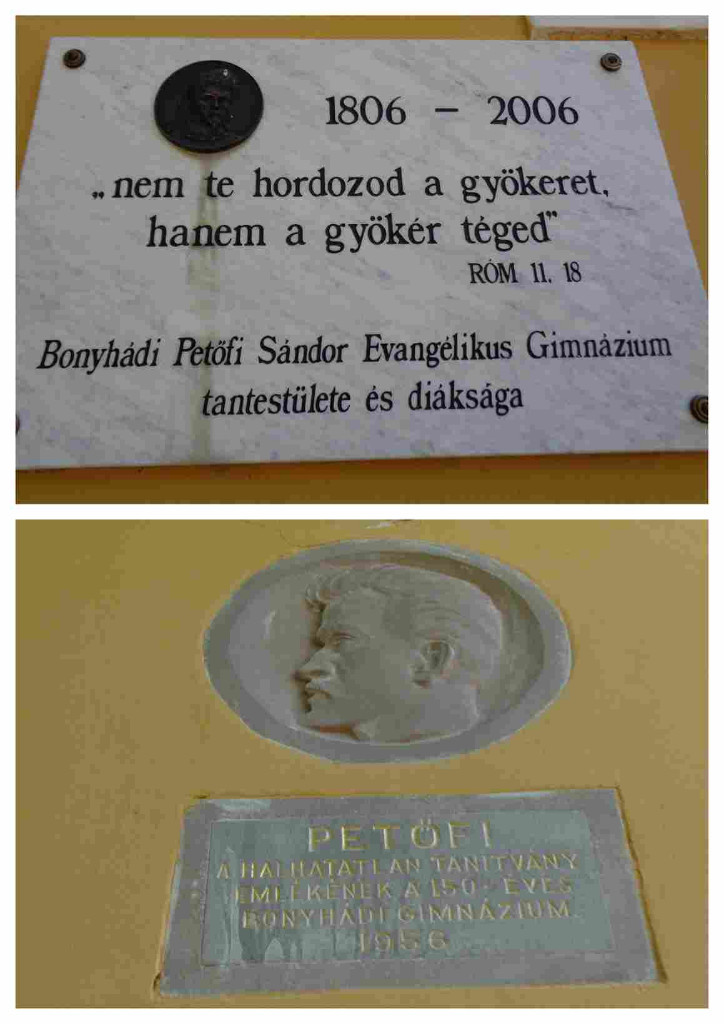 1806 – 2006
„nem te hordozod a gyökeret,
hanem a gyökér téged”
RÓM 11. 18
Bonyhádi Petőfi Sándor Evangélikus Gimnázium
tantestülete és diáksága
PETŐFI
A HALHATATLAN TANITVÁNY
EMLÉKÉNEK A 150 ÉVES
BONYHÁDI GIMNÁZIUM.
1956